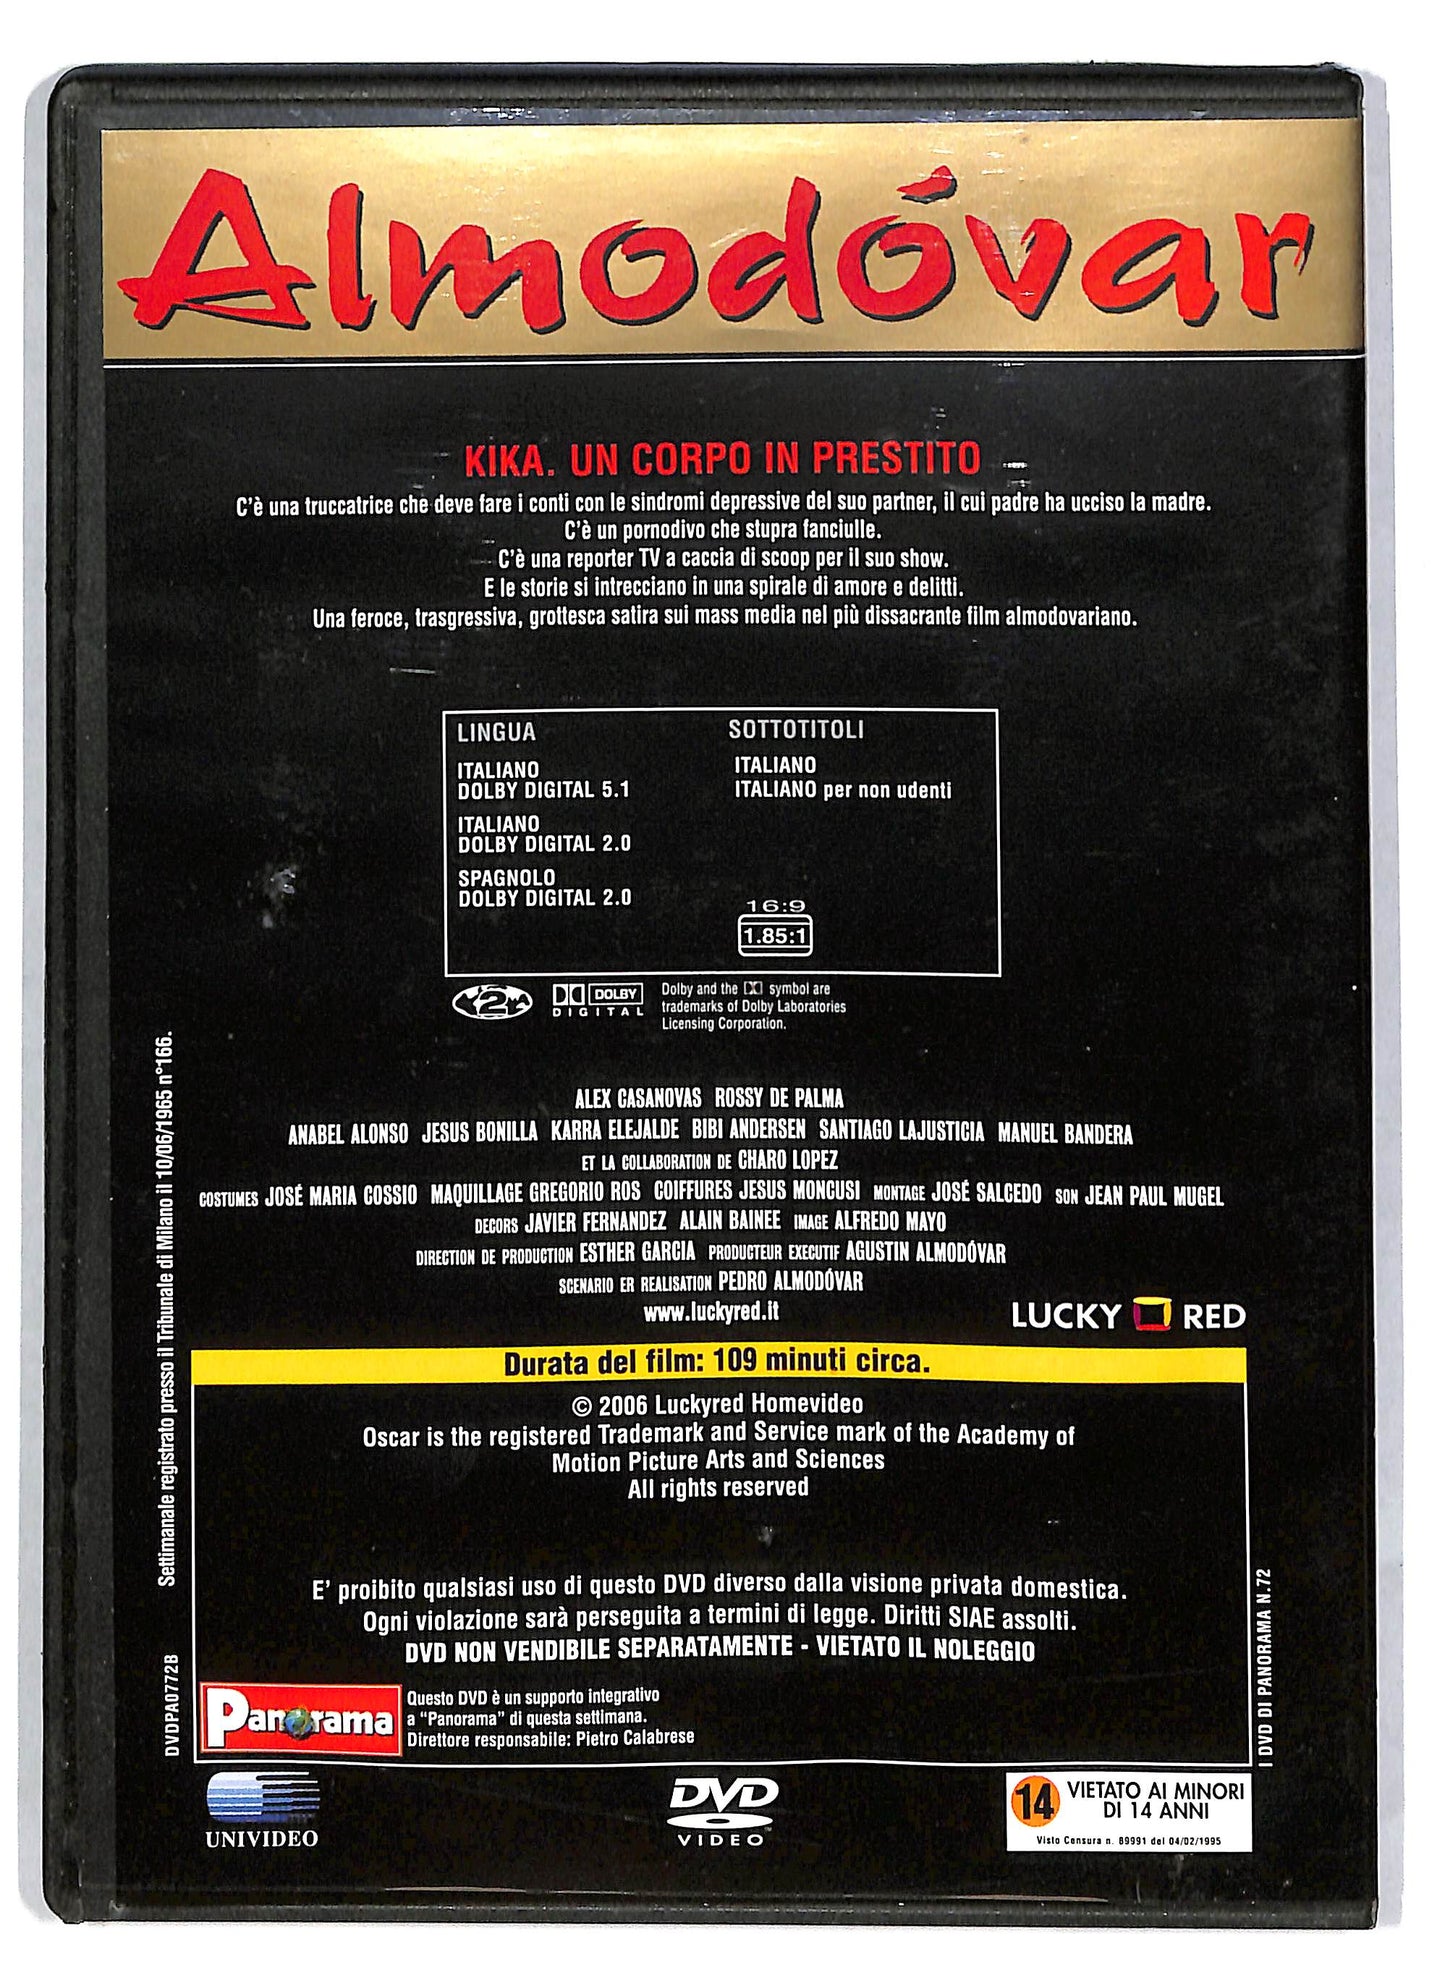 Almodóvar
KIKA. UN CORPO IN PRESTITO
C'è una truccatrice che deve fare i conti con le sindromi depressive del suo partner, il cui padre ha ucciso la madre.
C'è un pornodivo che stupra fanciulle.
C'è una reporter TV a caccia di scoop per il suo show.
E le storie si intrecciano in una spirale di amore e delitti.
Una feroce, trasgressiva, grottesca satira sui mass media nel più dissacrante film almodovariano.
LINGUA
ITALIANO
DOLBY DIGITAL 5.1
ITALIANO
DOLBY DIGITAL 2.0
SPAGNOLO
DOLBY DIGITAL 2.0
SOTTOTITOLI
ITALIANO
ITALIANO per non udenti
16:9
1.85:1
2
DOLBY
DIGITAL
Dolby and the symbol are
trademarks of Dolby Laboratories
Licensing Corporation.
ALEX CASANOVAS ROSSY DE PALMA
ANABEL ALONSO JESUS BONILLA KARRA ELEJALDE BIBI ANDERSEN SANTIAGO LAJUSTICIA MANUEL BANDERA
ET LA COLLABORATION DE CHARO LOPEZ
COSTUMES JOSÉ MARIA COSSIO MAQUILLAGE GREGORIO ROS COIFFURES JESUS MONCUSI MONTAGE JOSÉ SALCEDO SON JEAN PAUL MUGEL
DECORS JAVIER FERNANDEZ ALAIN BAINEE IMAGE ALFREDO MAYO
DIRECTION DE PRODUCTION ESTHER GARCIA PRODUCTEUR EXECUTIF AGUSTIN ALMODÓVAR
SCENARIO ER REALISATION PEDRO ALMODÓVAR
www.luckyred.it
LUCKY RED
Durata del film: 109 minuti circa.
© 2006 Luckyred Homevideo
Oscar is the registered Trademark and Service mark of the Academy of
Motion Picture Arts and Sciences
All rights reserved
E' proibito qualsiasi uso di questo DVD diverso dalla visione privata domestica.
Ogni violazione sarà perseguita a termini di legge. Diritti SIAE assolti.
DVD NON VENDIBILE SEPARATAMENTE - VIETATO IL NOLEGGIO
Panorama
Questo DVD è un supporto integrativo
a "Panorama" di questa settimana.
Direttore responsabile: Pietro Calabrese
UNIVIDEO
DVD
VIDEO
TM
14
VIETATO AI MINORI
DI 14 ANNI
Visto Censura n. 89991 del 04/02/1995
Settimanale registrato presso il Tribunale di Milano il 10/06/1965 n°166.
DVDPA0772B
I DVD DI PANORAMA N.72